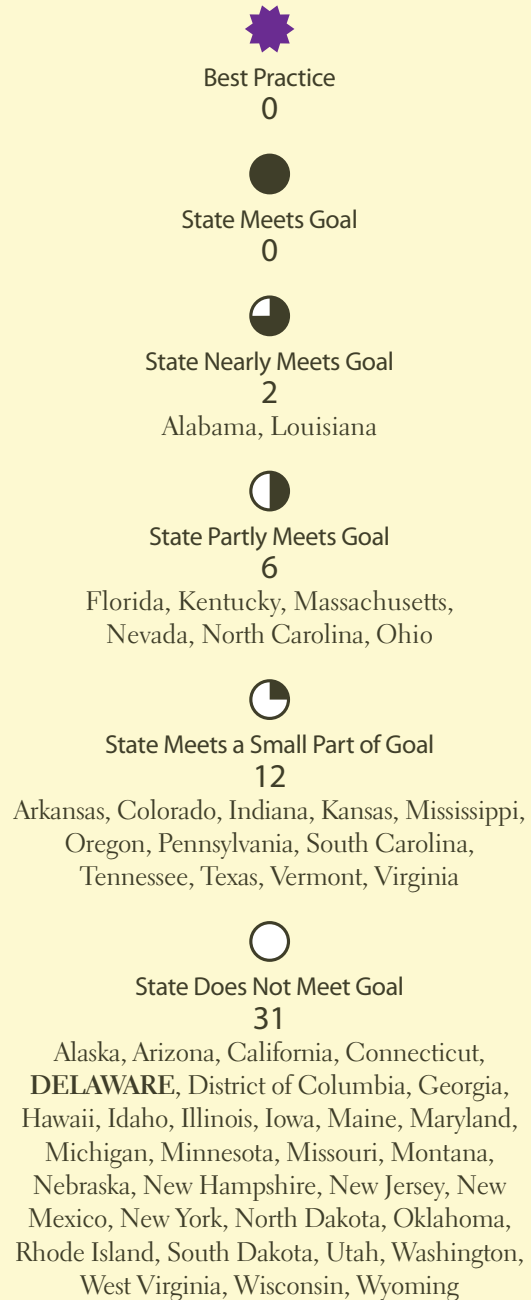 Best Practice
0
State Meets Goal
0
State Nearly Meets Goal
2
Alabama, Louisiana
State Partly Meets Goal
6
Florida, Kentucky, Massachusetts,
Nevada, North Carolina, Ohio
State Meets a Small Part of Goal
12
Arkansas, Colorado, Indiana, Kansas, Mississippi,
Oregon, Pennsylvania, South Carolina,
Tennessee, Texas, Vermont, Virginia
State Does Not Meet Goal
31
Alaska, Arizona, California, Connecticut,
DELAWARE, District of Columbia, Georgia,
Hawaii, Idaho, Illinois, Iowa, Maine, Maryland,
Michigan, Minnesota, Missouri, Montana,
Nebraska, New Hampshire, New Jersey, New
Mexico, New York, North Dakota, Oklahoma,
Rhode Island, South Dakota, Utah, Washington,
West Virginia, Wisconsin, Wyoming